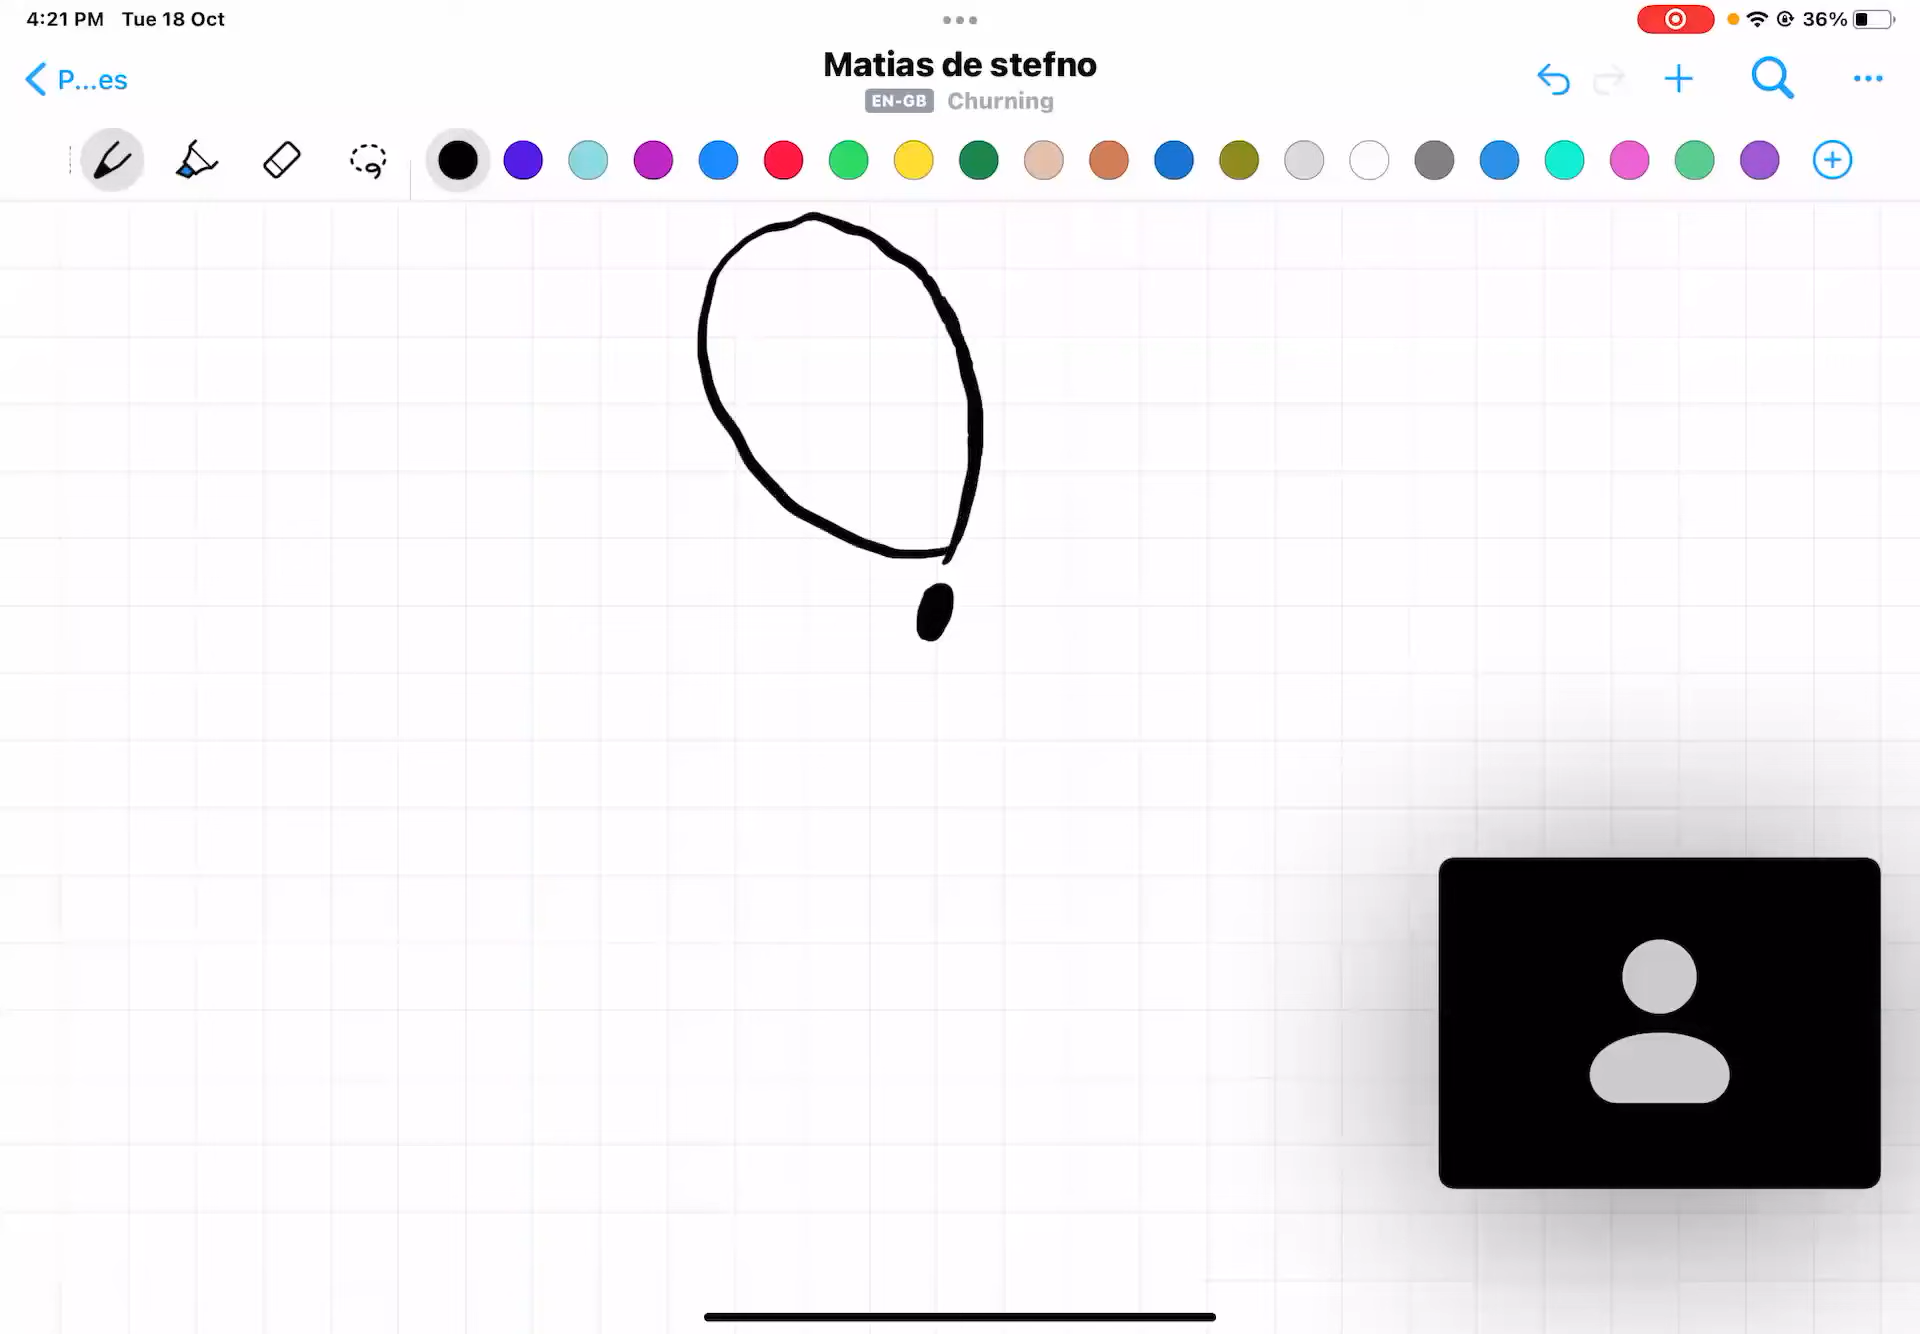 4:21 PM Tue 18 Oct
36%
P...es
Matias de stefno
EN-GB Churning